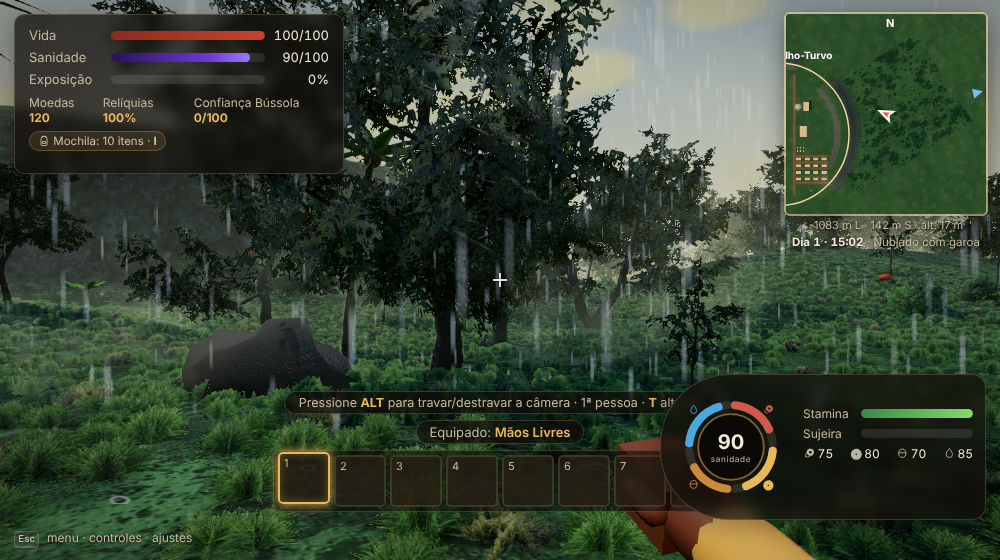 Vida 100/100
Sanidade 90/100
Exposição 0%
Moedas Relíquias Confiança Bússola
120 100% 0/100
Mochila: 10 itens · I
N
lho-Turvo
1083 m L · 142 m S · alt: 17 m
Dia 1 · 15:02 · Nublado com garoa
Pressione ALT para travar/destravar a câmera · 1ª pessoa · T alt
Equipado: Mãos Livres
1 2 3 4 5 6 7
90
sanidade
Stamina
Sujeira
75 80 70 85
Esc menu · controles · ajustes